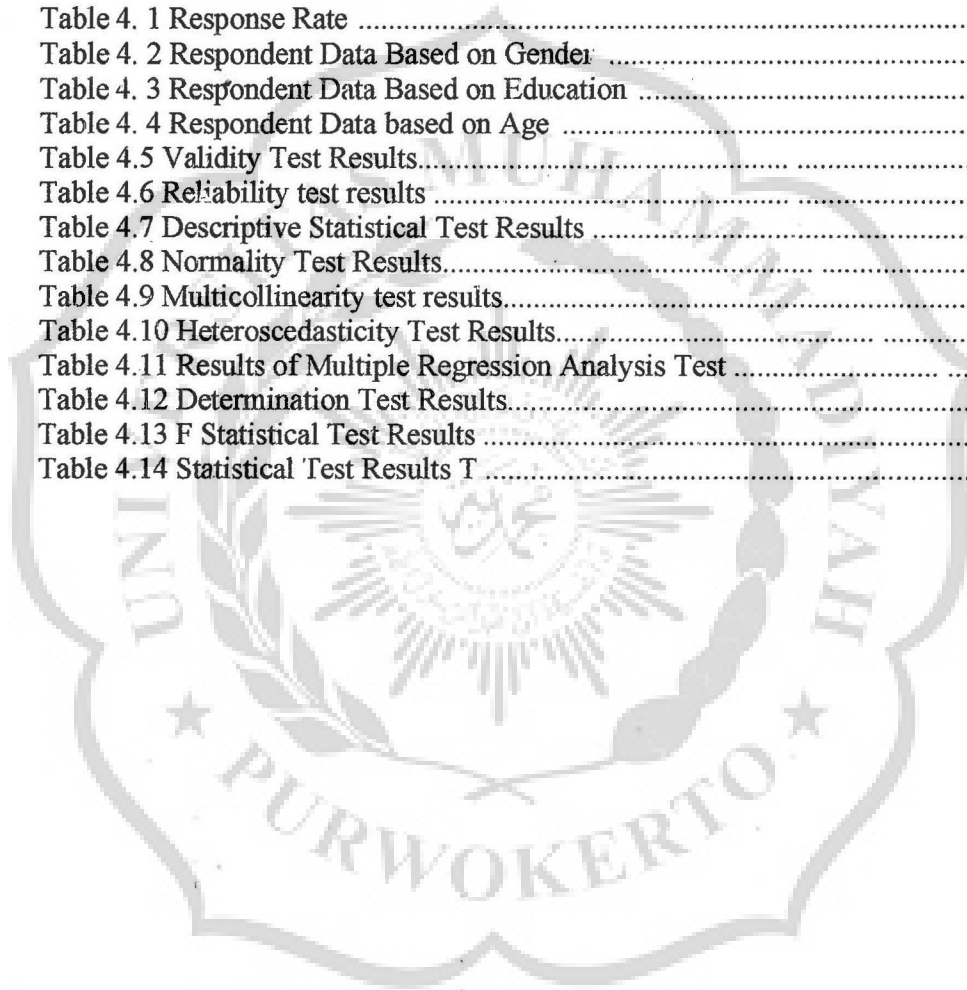 Table 4. 1 Response Rate ................................................................
Table 4. 2 Respondent Data Based on Gender ................................................
Table 4. 3 Respondent Data Based on Education ............................................
Table 4. 4 Respondent Data based on Age ......................................................
Table 4.5 Validity Test Results.................................................. ......................
Table 4.6 Reliability test results ..................................................................
Table 4.7 Descriptive Statistical Test Results ................................................
Table 4.8 Normality Test Results.................................................. ..................
Table 4.9 Multicollinearity test results..........................................................
Table 4.10 Heteroscedasticity Test Results.................................................. ..........
Table 4.11 Results of Multiple Regression Analysis Test ................................
Table 4.12 Determination Test Results..........................................................
Table 4.13 F Statistical Test Results ............................................................
Table 4.14 Statistical Test Results T ............................................................
UNIVERSITAS MUHAMMADIYAH
PURWOKERTO